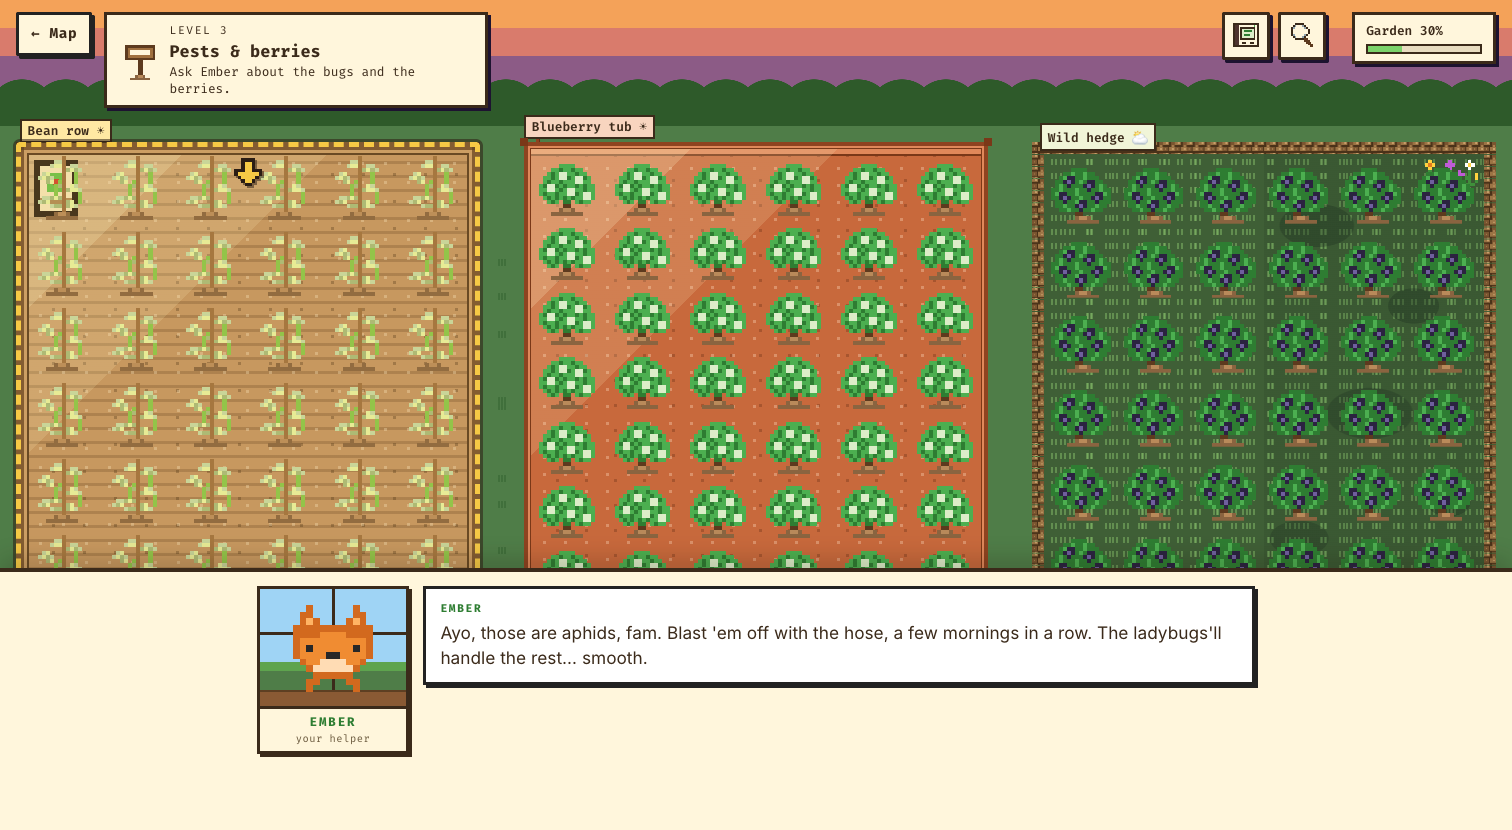 ← Map
LEVEL 3
Pests & berries
Ask Ember about the bugs and the
berries.
Garden 30%
Bean row ☀
Blueberry tub ☀
Wild hedge ⛅
EMBER
Ayo, those are aphids, fam. Blast 'em off with the hose, a few mornings in a row. The ladybugs'll
handle the rest... smooth.
EMBER
your helper